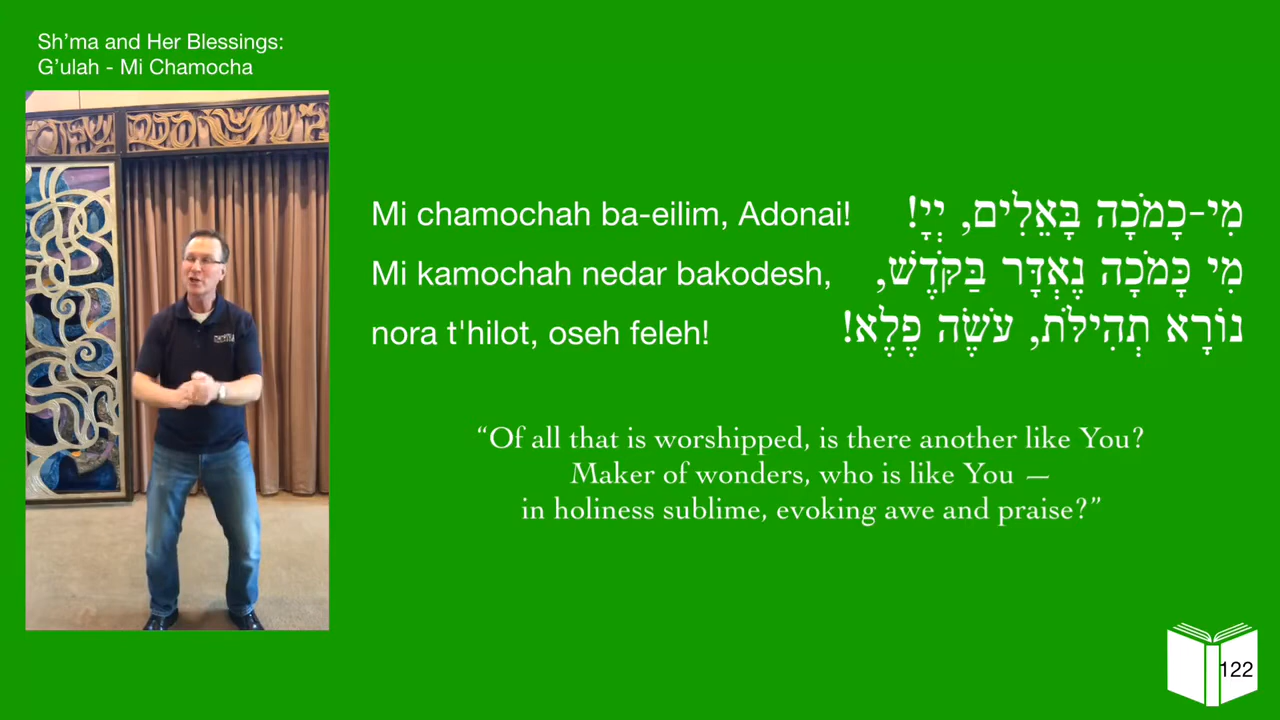 Sh’ma and Her Blessings:
G’ulah - Mi Chamocha
Mi chamochah ba-eilim, Adonai!
מִי-כָמֹכָה בָּאֵלִים, יְיָ!
Mi kamochah nedar bakodesh,
מִי כָּמֹכָה נֶאְדָּר בַּקֹּדֶשׁ,
nora t'hilot, oseh feleh!
נוֹרָא תְהִילֹּת, עֹשֶׂה פֶלֶא!
“Of all that is worshipped, is there another like You?
Maker of wonders, who is like You —
in holiness sublime, evoking awe and praise?”
122